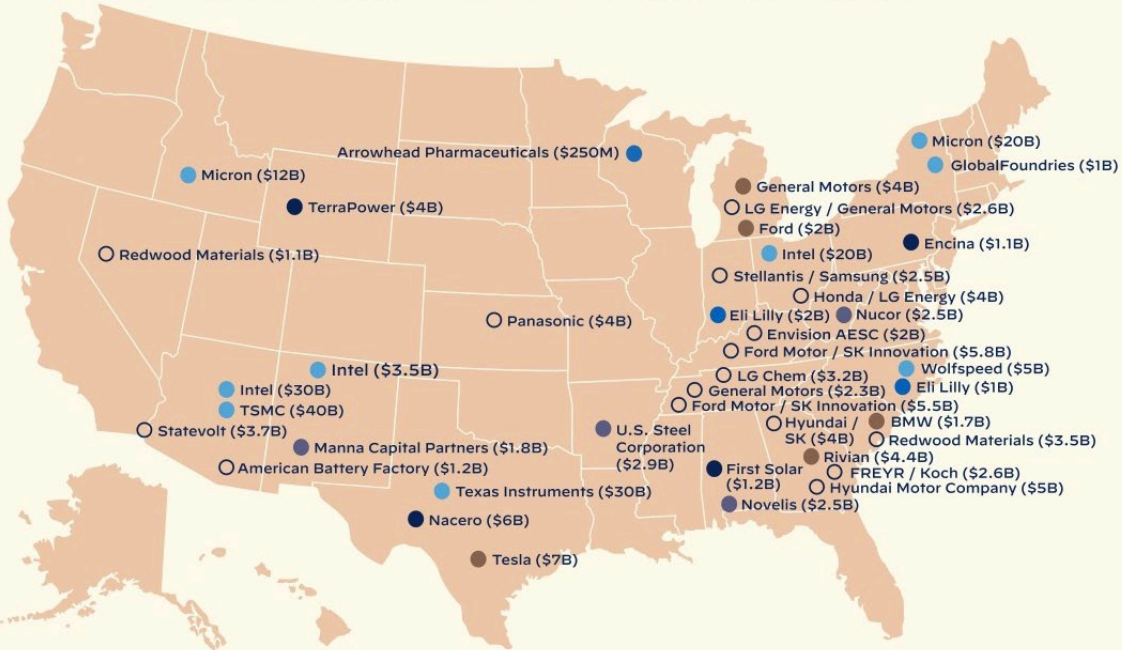 Micron ($20B)
Arrowhead Pharmaceuticals ($250M)
GlobalFoundries ($1B)
Micron ($12B)
General Motors ($4B)
TerraPower ($4B)
LG Energy / General Motors ($2.6B)
Ford ($2B)
Encina ($1.1B)
Redwood Materials ($1.1B)
Intel ($20B)
Stellantis / Samsung ($2.5B)
Honda / LG Energy ($4B)
Eli Lilly ($2B)
Nucor ($2.5B)
Panasonic ($4B)
Envision AESC ($2B)
Ford Motor / SK Innovation ($5.8B)
Intel ($3.5B)
Wolfspeed ($5B)
LG Chem ($3.2B)
Eli Lilly ($1B)
Intel ($30B)
General Motors ($2.3B)
Ford Motor / SK Innovation ($5.5B)
TSMC ($40B)
Hyundai /
SK ($4B)
BMW ($1.7B)
Statevolt ($3.7B)
U.S. Steel
Corporation
($2.9B)
Redwood Materials ($3.5B)
Manna Capital Partners ($1.8B)
Rivian ($4.4B)
American Battery Factory ($1.2B)
First Solar
($1.2B)
FREYR / Koch ($2.6B)
Hyundai Motor Company ($5B)
Texas Instruments ($30B)
Novelis ($2.5B)
Nacero ($6B)
Tesla ($7B)